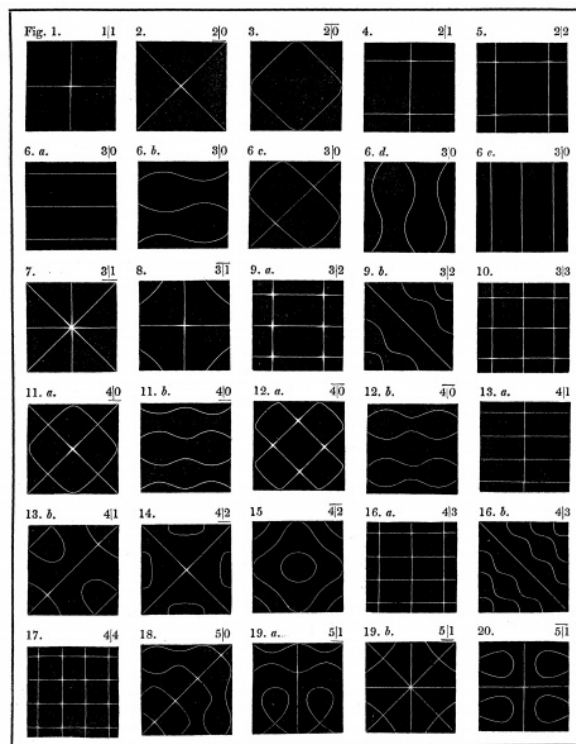 Fig. 1. 1|1 2. 2|0 3. 2|0 4. 2|1 5. 2|2
6. a. 3|0 6. b. 3|0 6 c. 3|0 6. d. 3|0 6 e. 3|0
7. 3|1 8. 3|1 9. a. 3|2 9. b. 3|2 10. 3|3
11. a. 4|0 11. b. 4|0 12. a. 4|0 12. b. 4|0 13. a. 4|1
13. b. 4|1 14. 4|2 15 4|2 16. a. 4|3 16. b. 4|3
17. 4|4 18. 5|0 19. a. 5|1 19. b. 5|1 20. 5|1